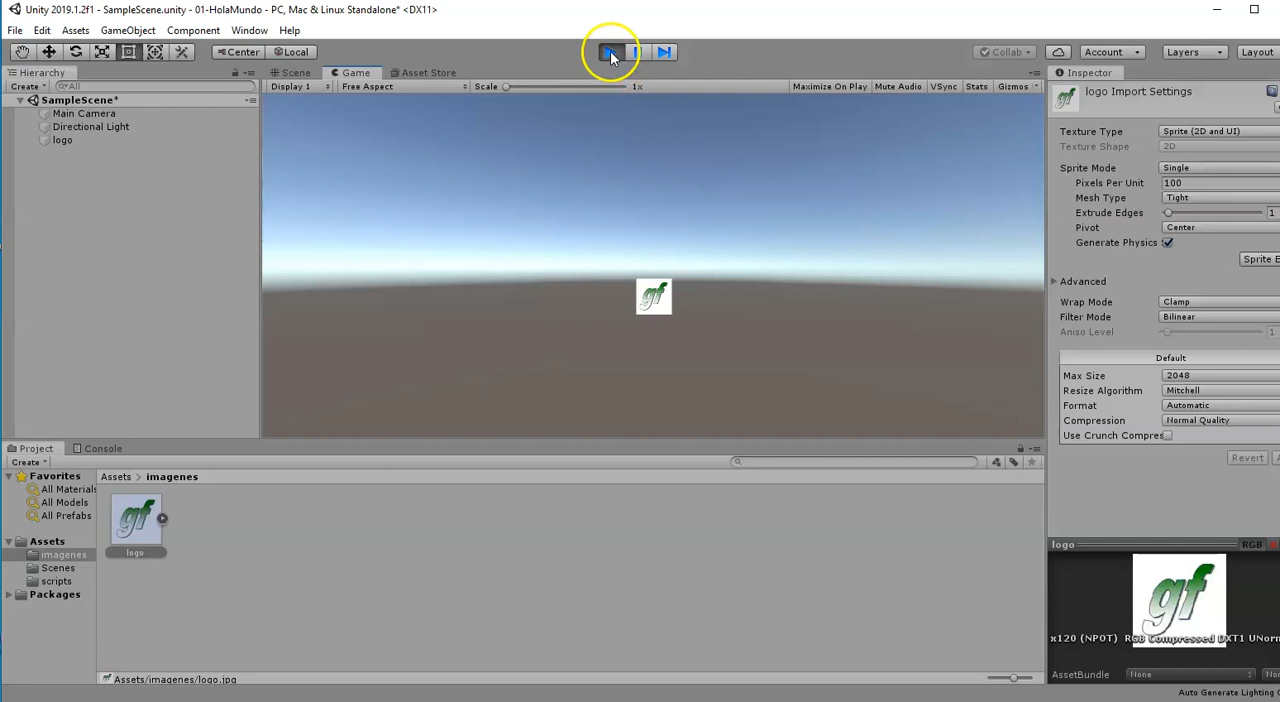 Unity 2019.1.2f1 - SampleScene.unity - 01-HolaMundo - PC, Mac & Linux Standalone* <DX11>
File Edit Assets GameObject Component Window Help
Center Local Collab Account Layers Layout
Hierarchy Scene Game Asset Store Inspector
Create All Display 1 Free Aspect Scale 1x Maximize On Play Mute Audio VSync Stats Gizmos
logo Import Settings
SampleScene*
Main Camera
Directional Light
logo
Texture Type Sprite (2D and UI)
Texture Shape 2D
Sprite Mode Single
Pixels Per Unit 100
Mesh Type Tight
Extrude Edges 1
Pivot Center
Generate Physics
Sprite E
Advanced
Wrap Mode Clamp
Filter Mode Bilinear
Aniso Level 1
Default
Max Size 2048
Resize Algorithm Mitchell
Format Automatic
Compression Normal Quality
Use Crunch Compres
Revert
gf
Project Console
Create
Favorites
All Materials
All Models
All Prefabs
Assets
imagenes
Scenes
scripts
Packages
Assets > imagenes
gf
logo
Assets/imagenes/logo.jpg
logo RGB
gf
x120 (NPOT) RGB Compressed DXT1 UNorm
AssetBundle None
Auto Generate Lighting